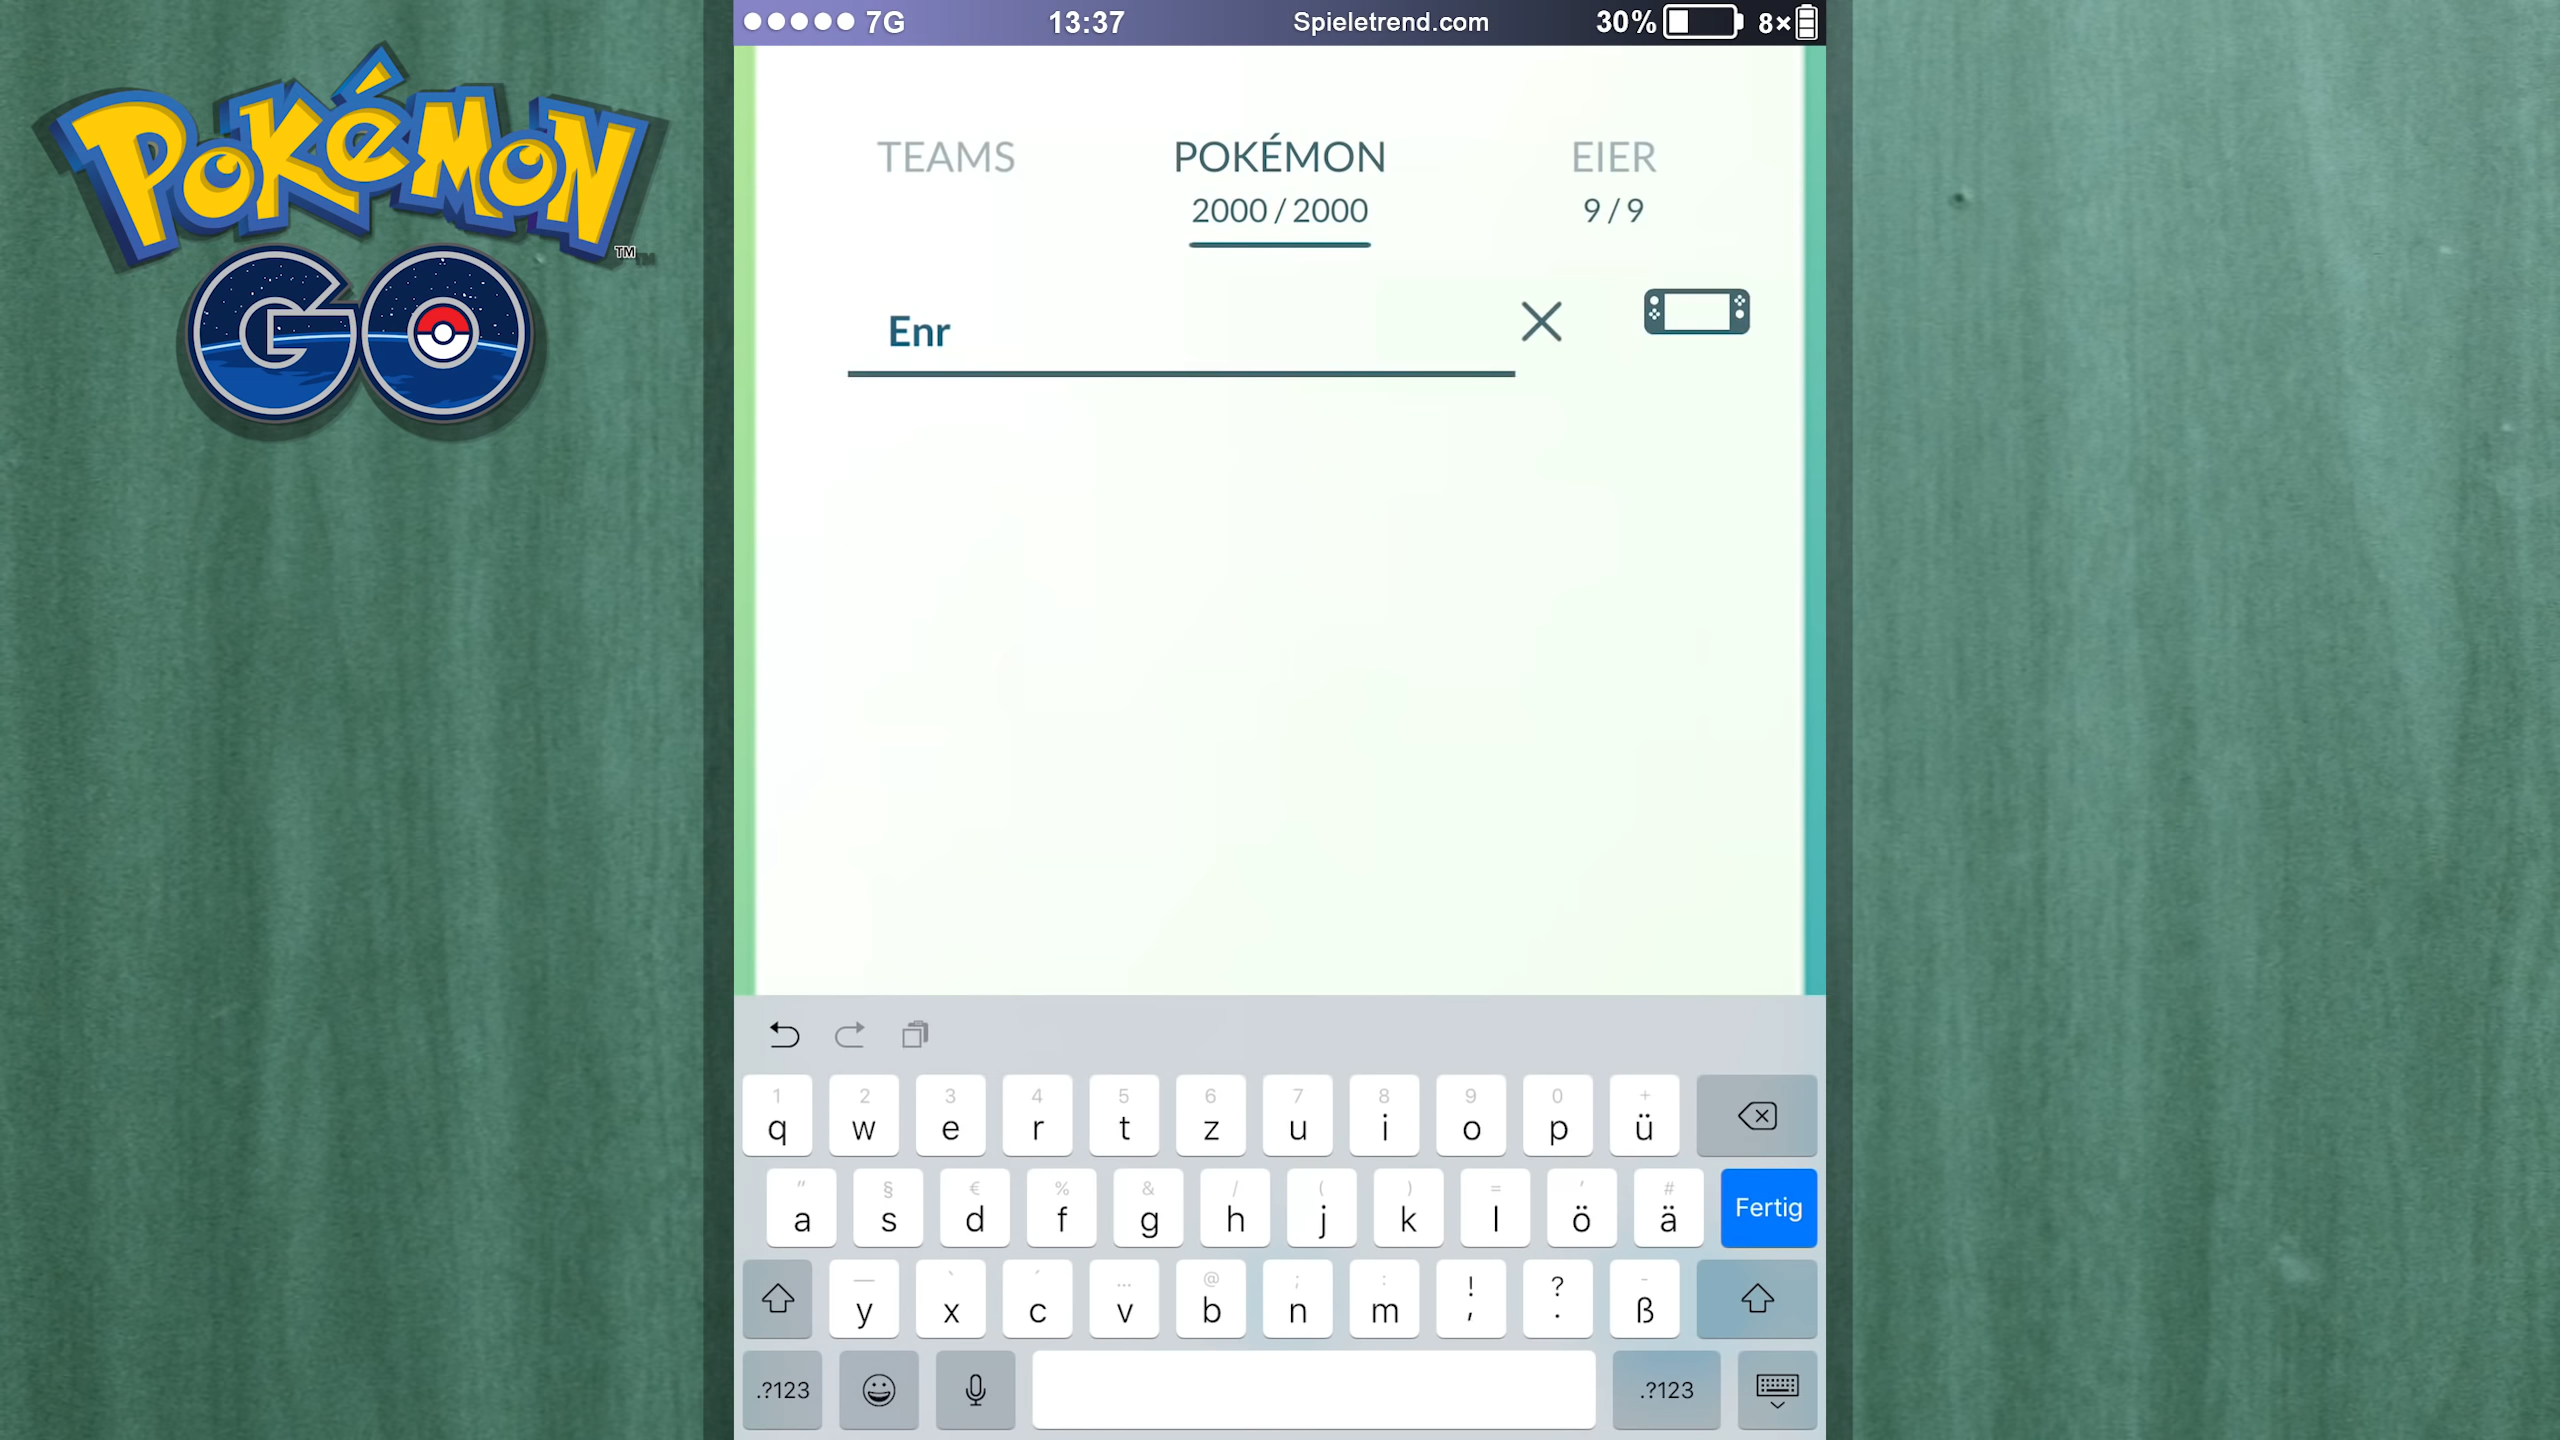 7G 13:37 Spieletrend.com 30% 8×
POKÉMON
GO
TM
TEAMS POKÉMON EIER
2000 / 2000 9 / 9
Enr
1 2 3 4 5 6 7 8 9 0 +
q w e r t z u i o p ü
" § € % & / ( ) = ' #
a s d f g h j k l ö ä Fertig
— ` ´ ... @ ; : ! ? -
y x c v b n m , . ß
.?123 .?123